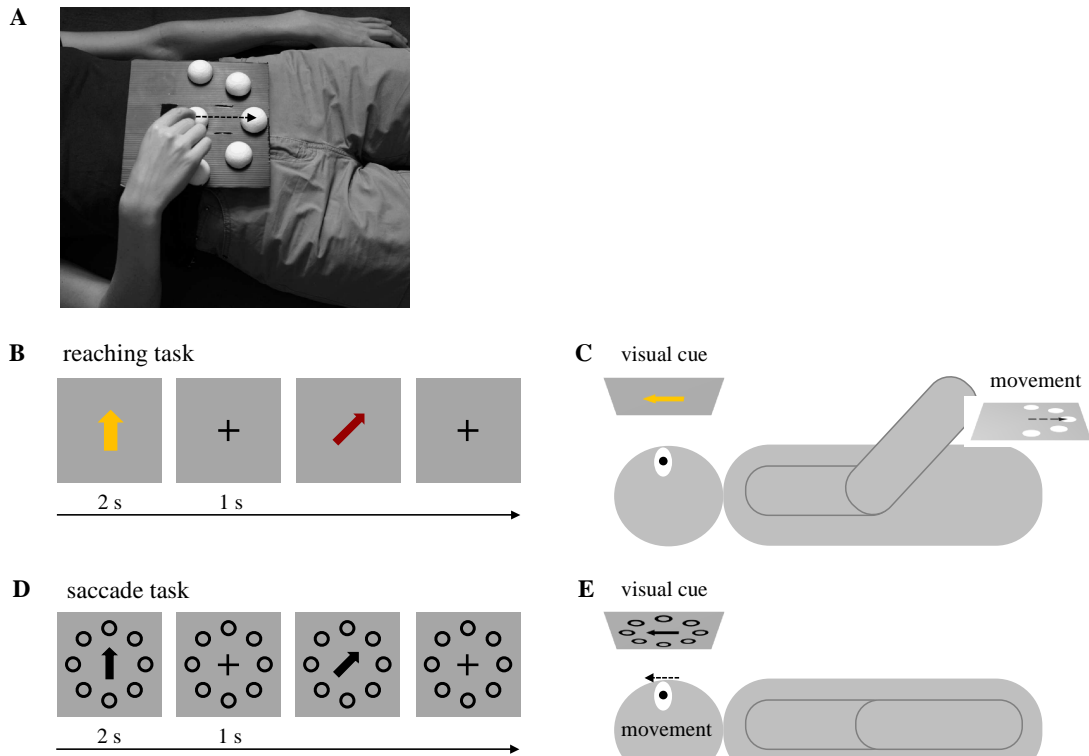 A
B reaching task
2 s 1 s
C visual cue
movement
D saccade task
2 s 1 s
E visual cue
movement